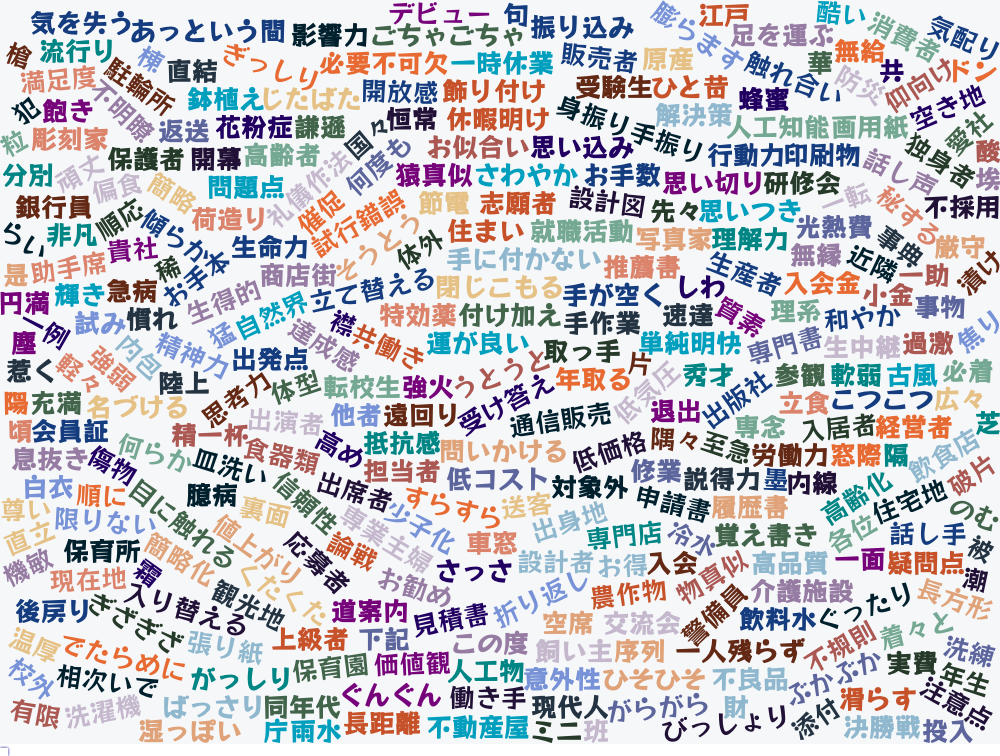 気を失う
あっという間
影響力
デビュー
句
振り込み
膨らます
江戸
酷い
消費者
気配り
槍
流行り
棟
ぎっしり
ごちゃごちゃ
必要不可欠
一時休業
販売者
原産
足を運ぶ
触れ合い
華
無給
共
仰向け
ドン
満足度
駐輪所
直結
鉢植え
じたばた
開放感
飾り付け
受験生
ひと昔
蜂蜜
防災
空き地
犯
飽き
不明瞭
返送
花粉症
謙遜
国々
恒常
休暇明け
身振り手振り
解決策
人工知能
画用紙
愛社
粒
彫刻家
保護者
開幕
高齢者
礼儀作法
何度も
お似合い
思い込み
行動力
印刷物
話し声
独身者
酸
分別
頑丈
偏食
簡略
問題点
猿真似
さわやか
お手数
思い切り
研修会
一転
秘する
埃
銀行員
順応
傾らか
荷造り
催促
試行錯誤
節電
志願者
設計図
先々
思いつき
光熱費
不採用
らい
非凡
貴社
稀
お手本
生命力
そうとう
体外
住まい
就職活動
写真家
理解力
無縁
事典
厳守
是
助手席
商店街
手に付かない
推薦書
生産者
近隣
一助
漬け
円満
輝き
急病
生得的
自然界
立て替える
閉じこもる
手が空く
しわ
質素
入会金
小金
事物
塵
一例
試み
慣れ
猛
達成感
襟
共働き
特効薬
付け加え
手作業
速達
理系
和やか
焦り
惹く
軽々
強弱
内包
精神力
出発点
運が良い
取っ手
片
単純明快
専門書
生中継
過激
陽
充満
名づける
陸上
思考力
体型
転校生
強火
うとうと
年取る
低気圧
秀才
出版社
参観
軟弱
古風
必着
頃
会員証
出演者
他者
遠回り
受け答え
通信販売
退出
立食
こつこつ
広々
息抜き
傷物
何らか
精一杯
皿洗い
食器類
高め
抵抗感
問いかける
低価格
隅々
至急
専念
入居者
経営者
芝
白衣
順に
目に触れる
臆病
信頼性
出席者
担当者
低コスト
対象外
修業
説得力
労働力
墨
内線
窓際
隣
飲食店
破片
尊い
限りない
裏面
専業主婦
少子化
すらすら
送客
出身地
申請書
履歴書
高齢化
住宅地
のむ
直立
保育所
簡略化
値上がり
応募者
論戦
車窓
専門店
冷水
覚え書き
各位
話し手
被
機敏
現在地
霜
くたくた
お勧め
さっさ
設計者
お得
入会
物真似
高品質
一面
疑問点
潮
後戻り
ぎざぎざ
入り替える
観光地
道案内
見積書
折り返し
農作物
警備員
介護施設
飲料水
ぐったり
長方形
温厚
でたらめに
張り紙
上級者
下記
この度
空席
交流会
飼い主
序列
一人残らず
不規則
着々と
洗練
校外
相次いで
がっしり
保育園
価値観
人工物
意外性
ひそひそ
不良品
ぶかぶか
実費
年生
有限
洗濯機
ばっさり
同年代
ぐんぐん
働き手
現代人
がらがら
財
滑らす
注意点
湿っぽい
庁
雨水
長距離
不動産屋
ミニ
班
びっしょり
添付
決勝戦
投入